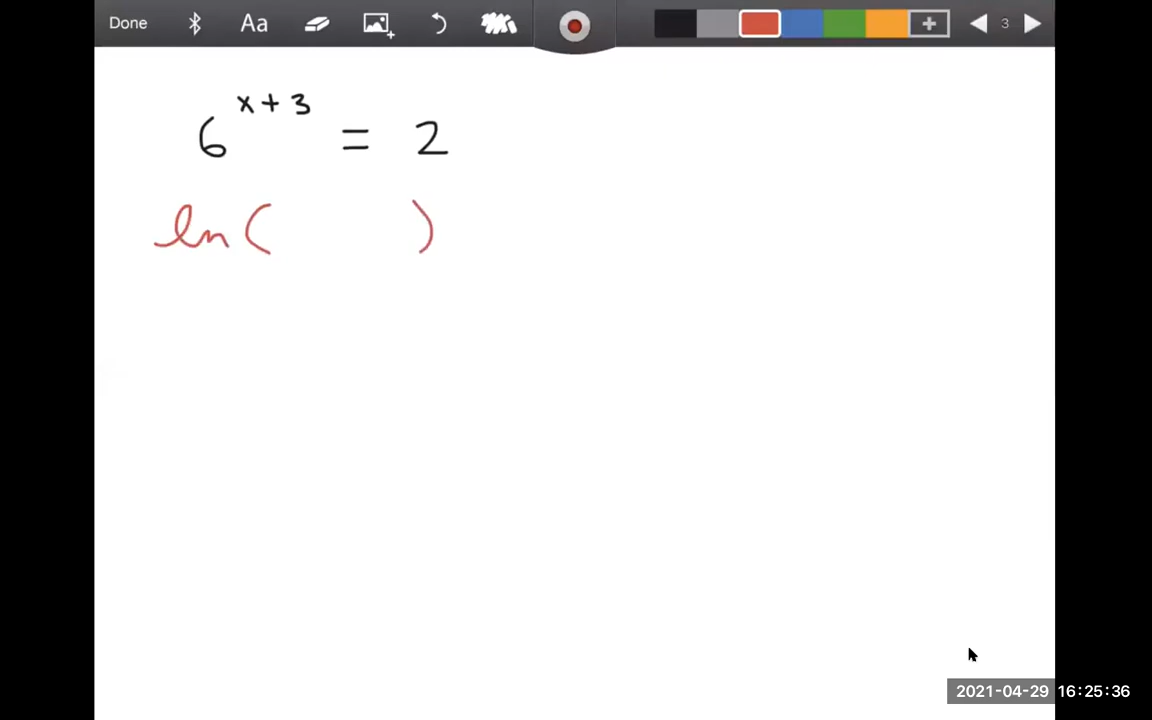 Done Aa 3
6^{x+3} = 2
ln( )
2021-04-29 16:25:36